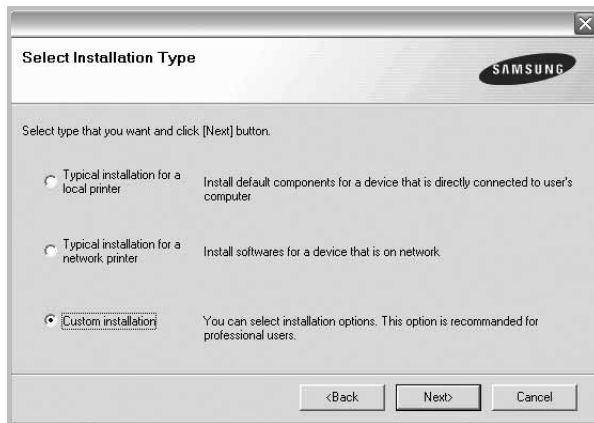 Select Installation Type
SAMSUNG
Select type that you want and click [Next] button.
Typical installation for a
local printer
Install default components for a device that is directly connected to user's
computer
Typical installation for a
network printer
Install softwares for a device that is on network
Custom installation
You can select installation options. This option is recommanded for
professional users.
<Back
Next>
Cancel